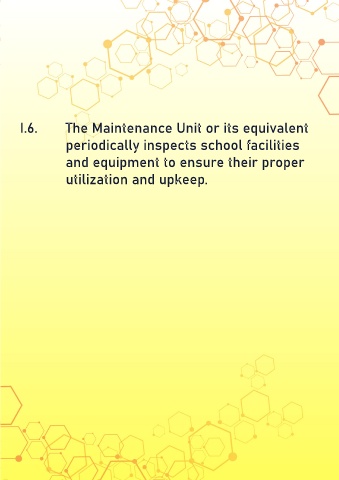 I.6. The Maintenance Unit or its equivalent
periodically inspects school facilities
and equipment to ensure their proper
utilization and upkeep.